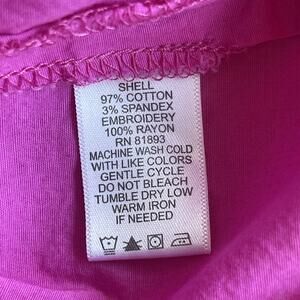 SHELL
97% COTTON
3% SPANDEX
EMBROIDERY
100% RAYON
RN 81893
MACHINE WASH COLD
WITH LIKE COLORS
GENTLE CYCLE
DO NOT BLEACH
TUMBLE DRY LOW
WARM IRON
IF NEEDED